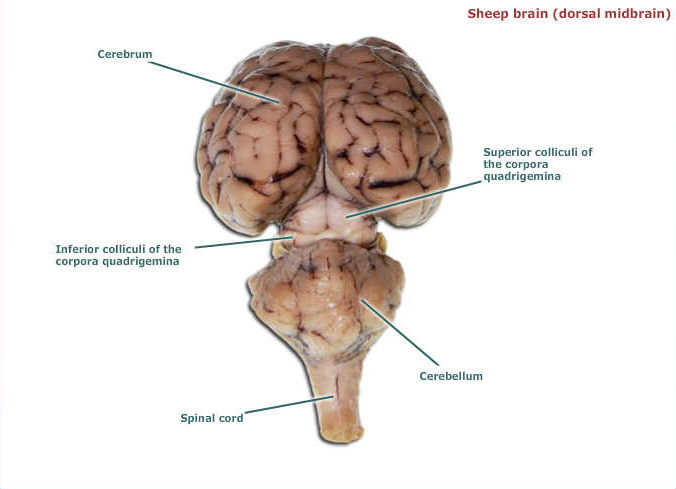 Sheep brain (dorsal midbrain)
Cerebrum
Superior colliculi of
the corpora
quadrigemina
Inferior colliculi of the
corpora quadrigemina
Cerebellum
Spinal cord